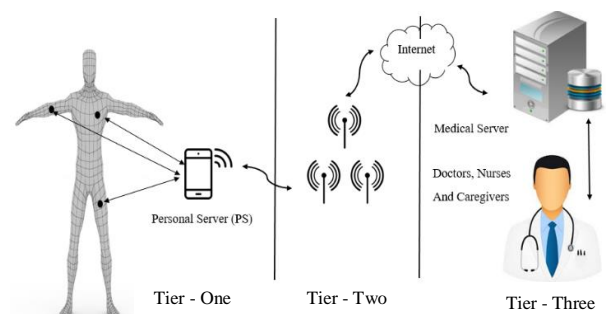 Internet
Medical Server
Doctors, Nurses
And Caregivers
Personal Server (PS)
Tier - One
Tier - Two
Tier - Three